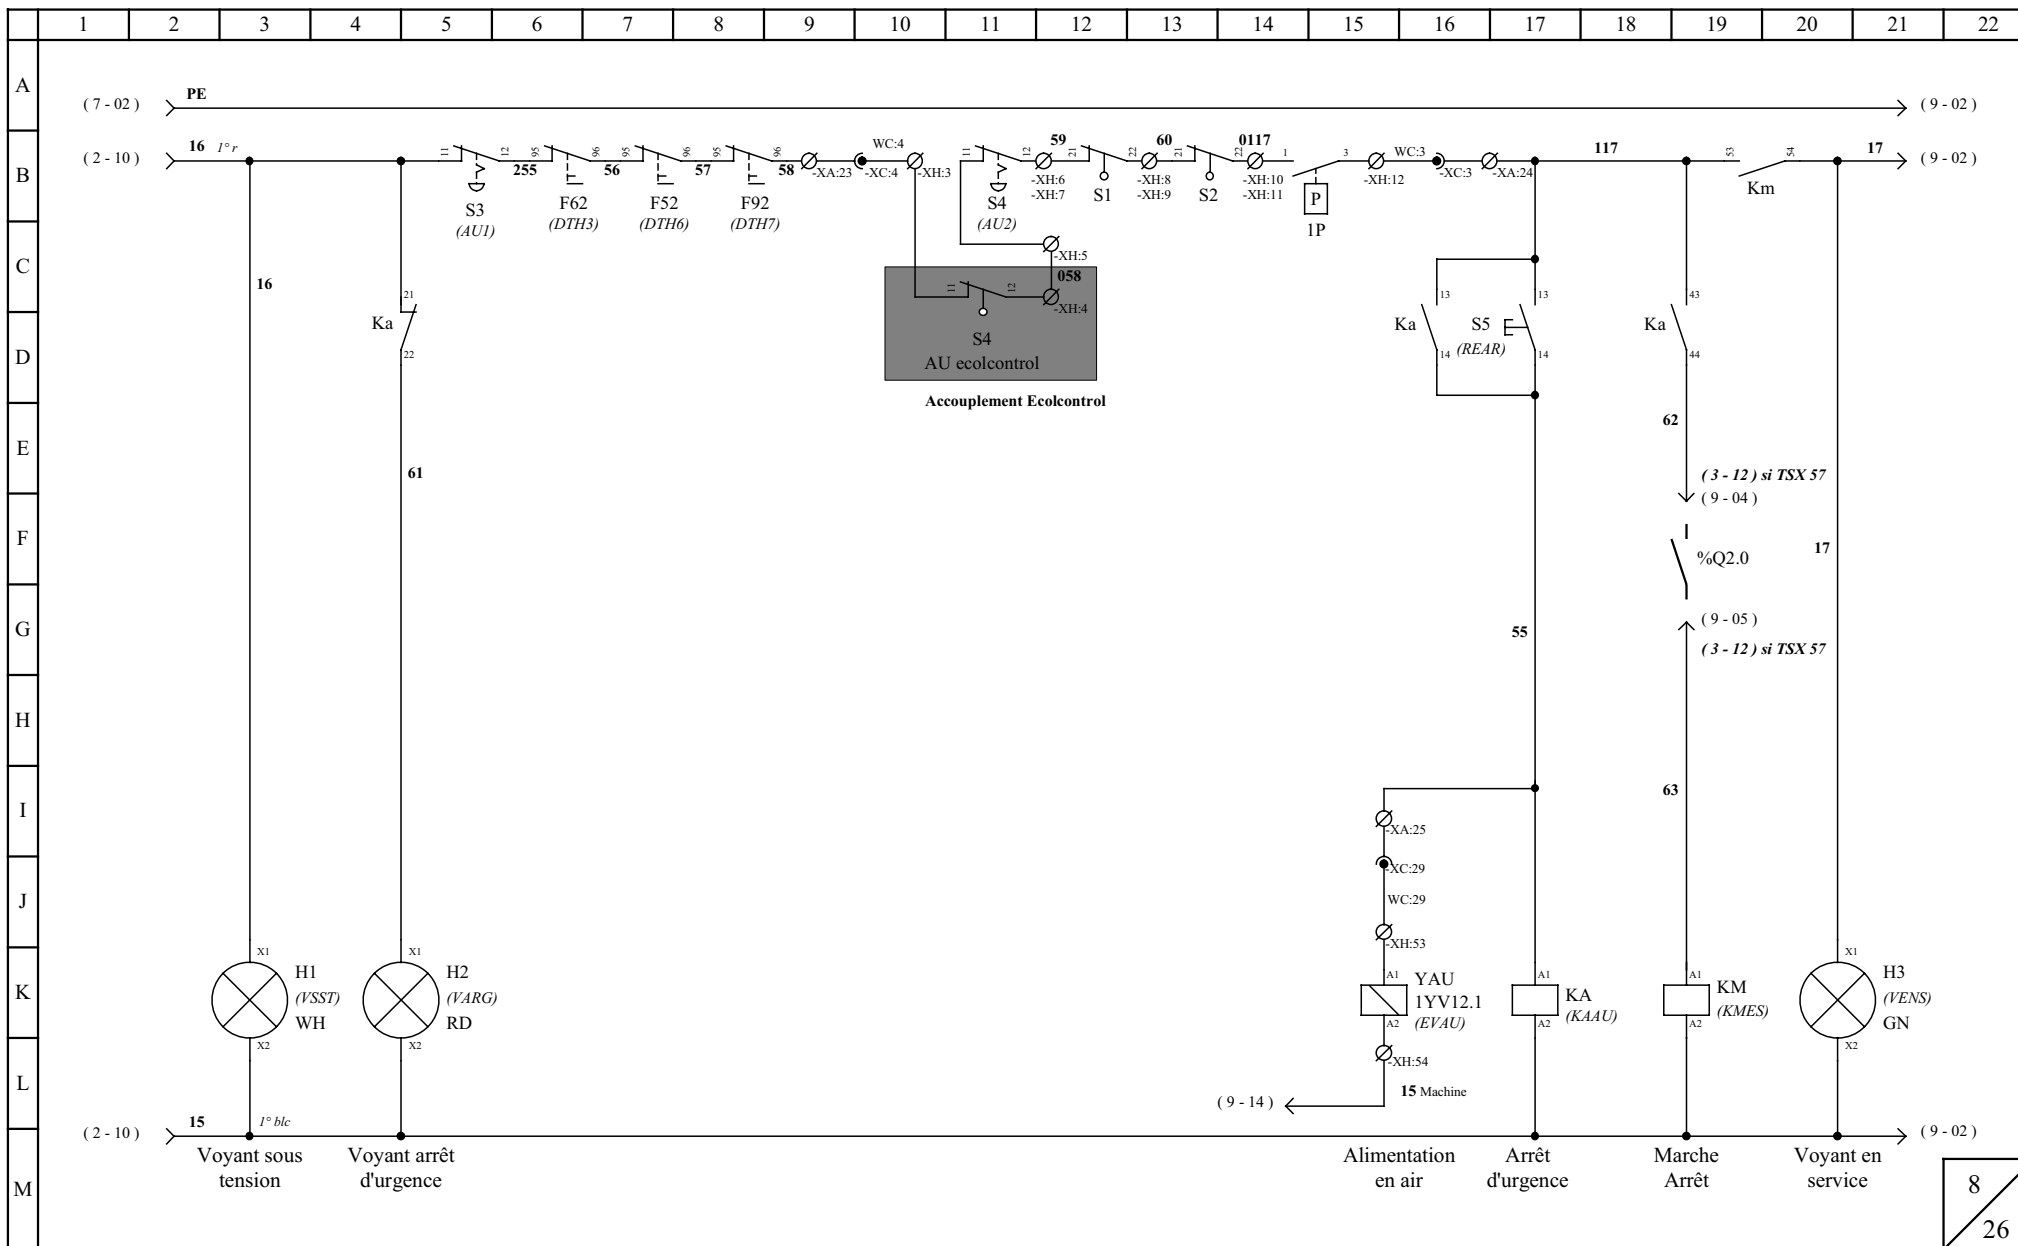 1 2 3 4 5 6 7 8 9 10 11 12 13 14 15 16 17 18 19 20 21 22
A
( 7 - 02 ) PE ( 9 - 02 )
B
( 2 - 10 ) 16 1° r 11 12 255 95 96 56 95 96 57 95 96 58 WC:4 11 12 59 21 22 60 21 22 0117 1 3 WC:3 117 53 54 17 ( 9 - 02 )
-XA:23 -XC:4 -XH:3 -XH:6 -XH:8 -XH:10 -XH:12 -XC:3 -XA:24
-XH:7 -XH:9 -XH:11
S3 F62 F52 F92 S4 S1 S2 P Km
(AU1) (DTH3) (DTH6) (DTH7) (AU2) 1P
C
-XH:5
16 058
11 12 -XH:4
21 13 13 43
Ka Ka S5 Ka
(REAR)
D
22 14 14 44
S4
AU ecolcontrol
Accouplement Ecolcontrol
E
62
61
( 3 - 12 ) si TSX 57
( 9 - 04 )
F
17
%Q2.0
G
55
( 9 - 05 )
( 3 - 12 ) si TSX 57
H
I
63
-XA:25
-XC:29
J
WC:29
-XH:53
K
X1 H1
(VSST)
WH
X2
X1 H2
(VARG)
RD
X2
A1 YAU
1YV12.1
(EVAU)
A2
A1 KA
(KAAU)
A2
A1 KM
(KMES)
A2
X1 H3
(VENS)
GN
X2
L
-XH:54
15 Machine
( 9 - 14 )
( 2 - 10 ) 15 1° blc ( 9 - 02 )
M
Voyant sous
tension
Voyant arrêt
d'urgence
Alimentation
en air
Arrêt
d'urgence
Marche
Arrêt
Voyant en
service
8
26